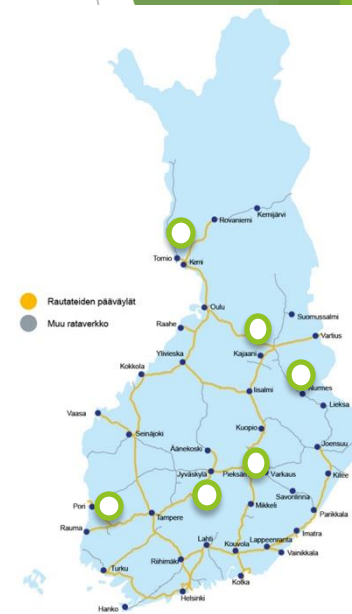 Kemijärvi
Rovaniemi
Tornio
Kemi
Rautateiden pääväylät
Muu rataverkko
Oulu
Suomussalmi
Raahe
Vartius
Ylivieska
Kajaani
Kokkola
Iisalmi
Nurmes
Lieksa
Vaasa
Kuopio
Seinäjoki
Joensuu
Äänekoski
Jyväskylä
Varkaus
Savonlinna
Pori
Mikkeli
Parikkala
Rauma
Tampere
Imatra
Lahti
Lappeenranta
Kouvola
Vainikkala
Riihimäki
Turku
Kotka
Helsinki
Hanko